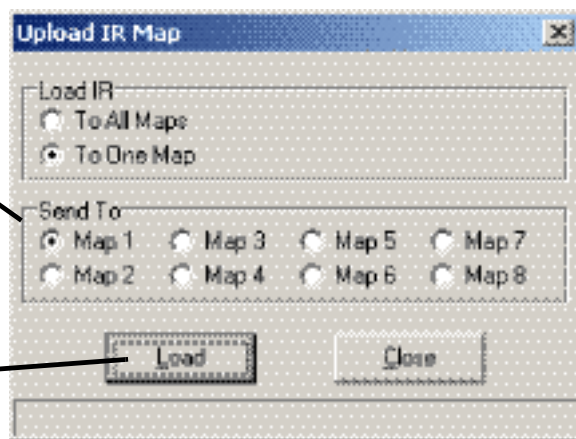 Upload IR Map
Load IR
To All Maps
To One Map
Send To
Map 1 Map 3 Map 5 Map 7
Map 2 Map 4 Map 6 Map 8
Load Close